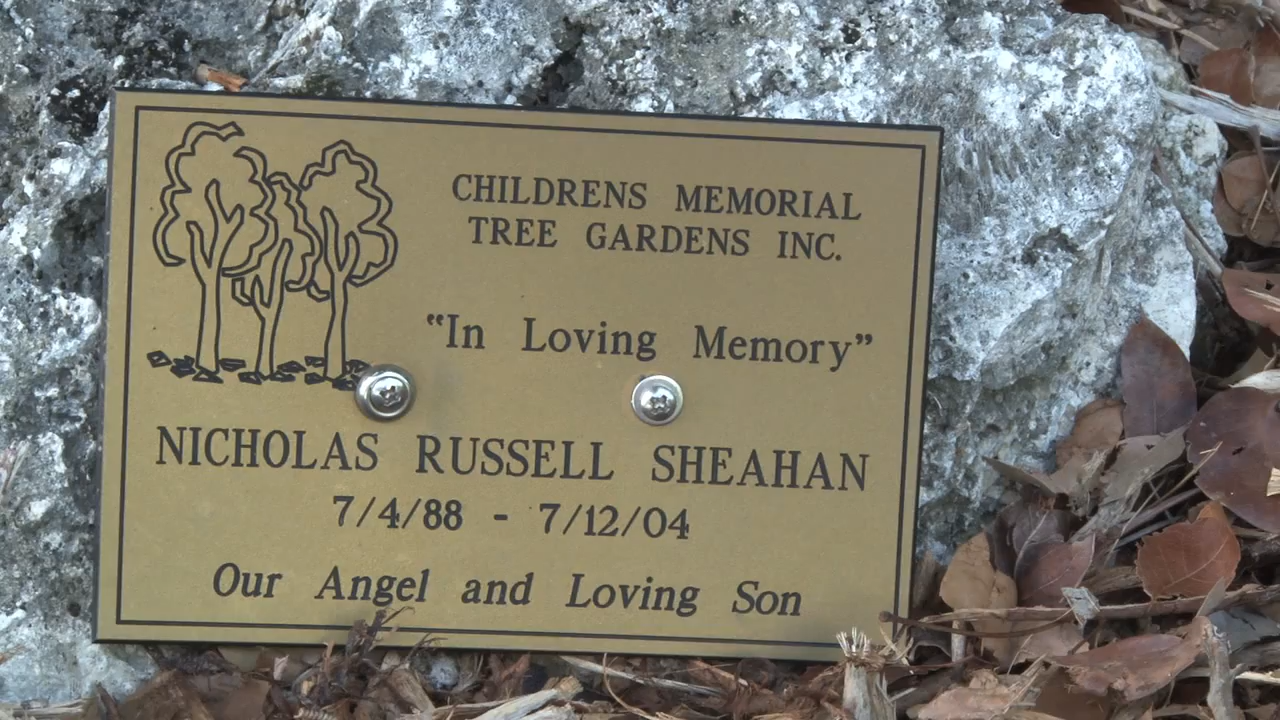 CHILDRENS MEMORIAL
TREE GARDENS INC.
"In Loving Memory"
NICHOLAS RUSSELL SHEAHAN
7/4/88 - 7/12/04
Our Angel and Loving Son